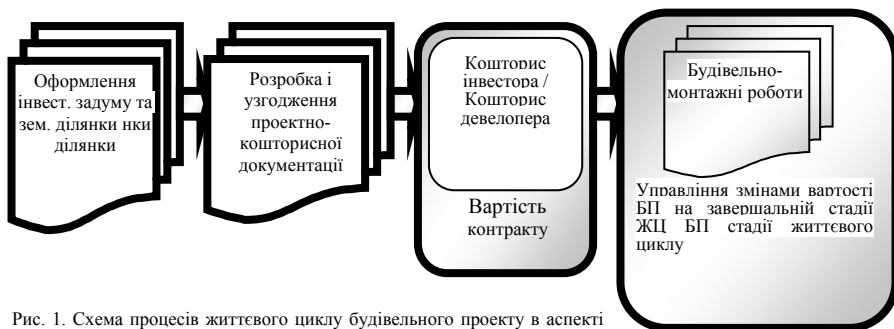 Оформлення
інвест. задуму та
зем. ділянки нки
ділянки
Розробка і
узгодження
проектно-
кошторисної
документації
Кошторис
інвестора /
Кошторис
девелопера
Вартість
контракту
Будівельно-
монтажні роботи
Управління змінами вартості
БП на завершальній стадії
ЖЦ БП стадії життєвого
циклу
Рис. 1. Схема процесів життєвого циклу будівельного проекту в аспекті